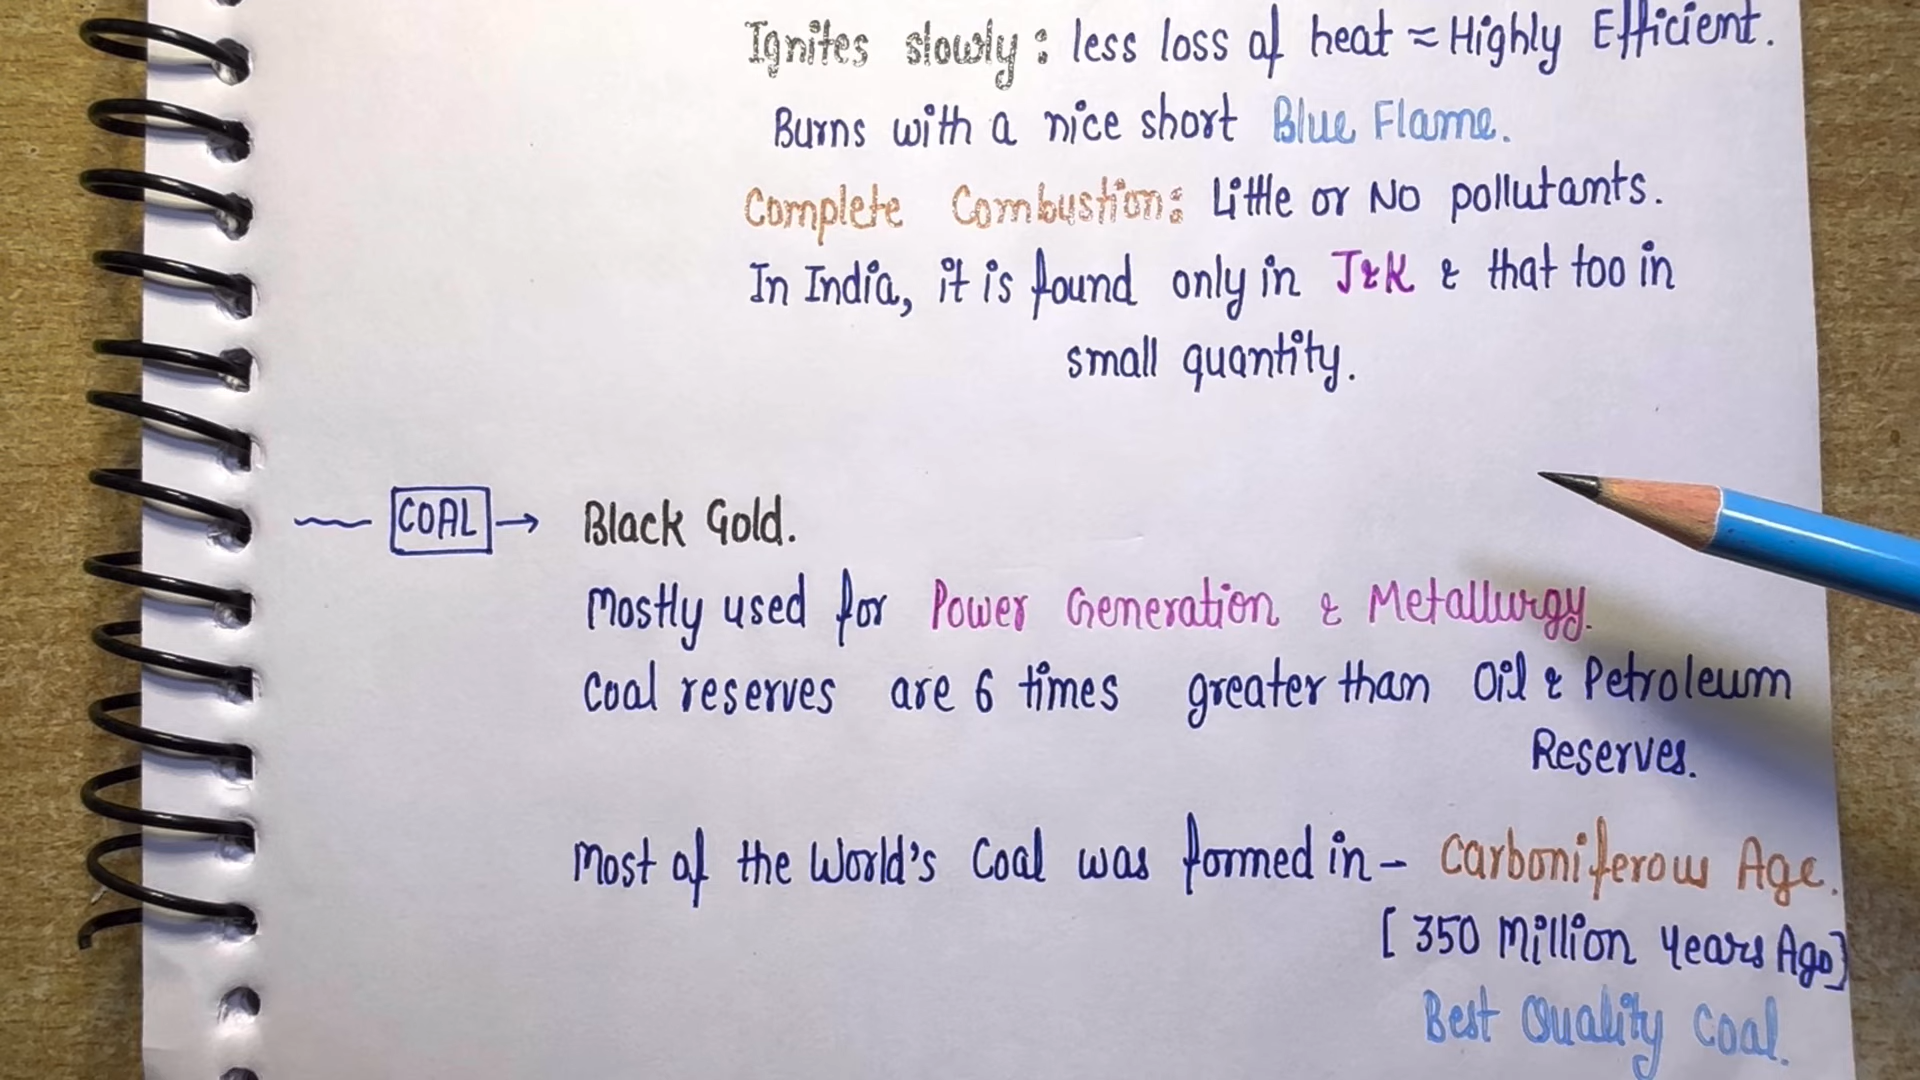 Ignites slowly : less loss of heat = Highly Efficient.
Burns with a nice short Blue Flame.
Complete Combustion: Little or No pollutants.
In India, it is found only in J&K & that too in
small quantity.
COAL → Black Gold.
Mostly used for Power Generation & Metallurgy.
Coal reserves are 6 times greater than Oil & Petroleum
Reserves.
Most of the World's Coal was formed in - Carboniferous Age.
[350 Million Years Ago]
Best Quality Coal.